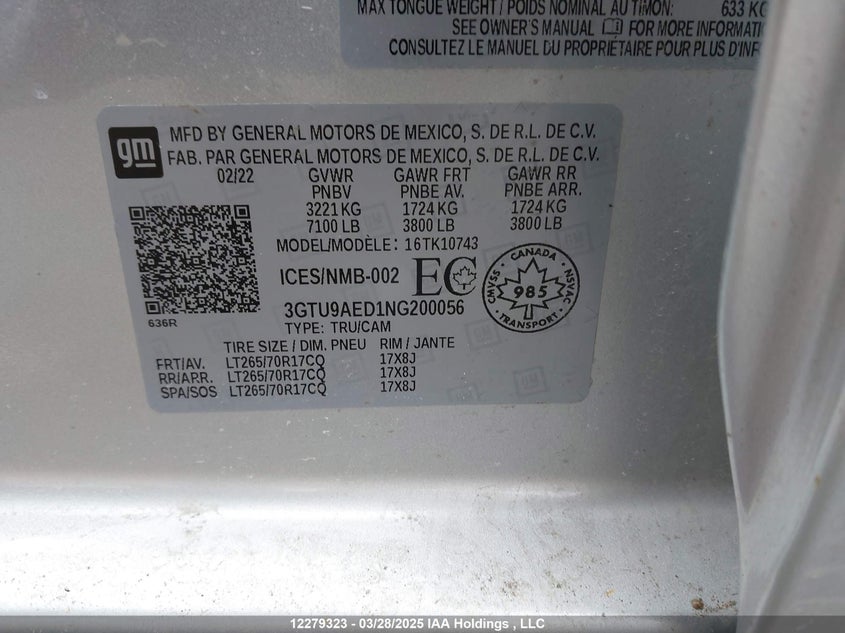 MAX TONGUE WEIGHT / POIDS NOMINAL AU TIMON: 633 KG
SEE OWNER'S MANUAL FOR MORE
CONSULTEZ LE MANUEL DU PROPRIETAIRE POUR PLUS
gm
MFD BY GENERAL MOTORS DE MEXICO, S. DE R.L. DE C.V.
FAB. PAR GENERAL MOTORS DE MEXICO, S. DE R.L. DE C.V.
02/22 GVWR GAWR FRT GAWR RR
PNBV PNBE AV. PNBE ARR.
3221 KG 1724 KG 1724 KG
7100 LB 3800 LB 3800 LB
MODEL/MODÈLE: 16TK10743
ICES/NMB-002 EC
CANADA
CMVSS 985 NSVAC
TRANSPORT
3GTU9AED1NG200056
636R
TYPE: TRU/CAM
TIRE SIZE / DIM. PNEU RIM / JANTE
FRT/AV. LT265/70R17CQ 17X8J
RR/ARR. LT265/70R17CQ 17X8J
SPA/SOS LT265/70R17CQ 17X8J
12279323 - 03/28/2025 IAA Holdings , LLC